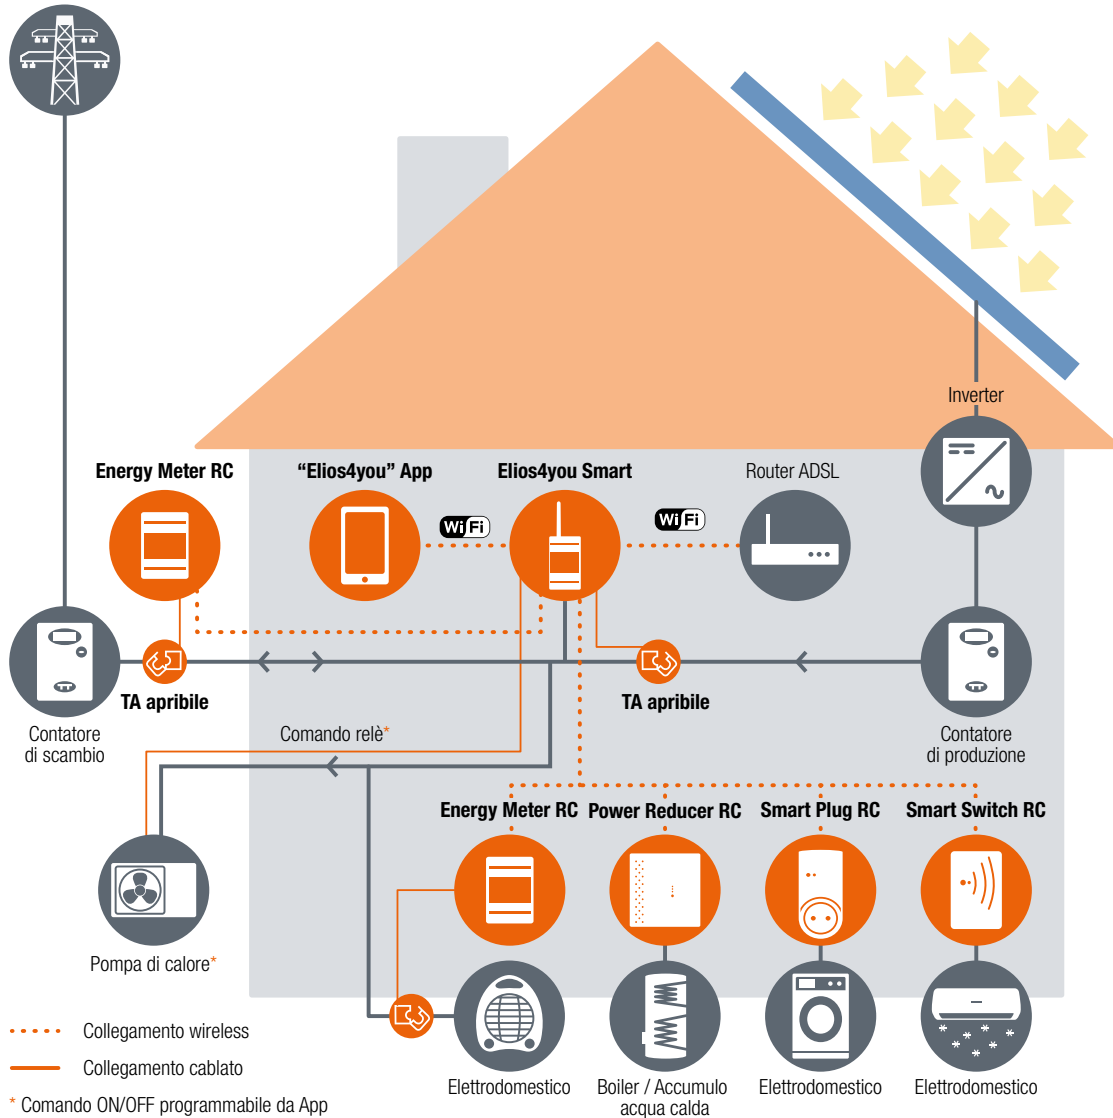 Inverter
Energy Meter RC
“Elios4you” App
Elios4you Smart
Router ADSL
WiFi
WiFi
TA apribile
TA apribile
Contatore
di scambio
Contatore
di produzione
Comando relè*
Energy Meter RC
Power Reducer RC
Smart Plug RC
Smart Switch RC
Pompa di calore*
Collegamento wireless
Collegamento cablato
* Comando ON/OFF programmabile da App
Elettrodomestico
Boiler / Accumulo
acqua calda
Elettrodomestico
Elettrodomestico